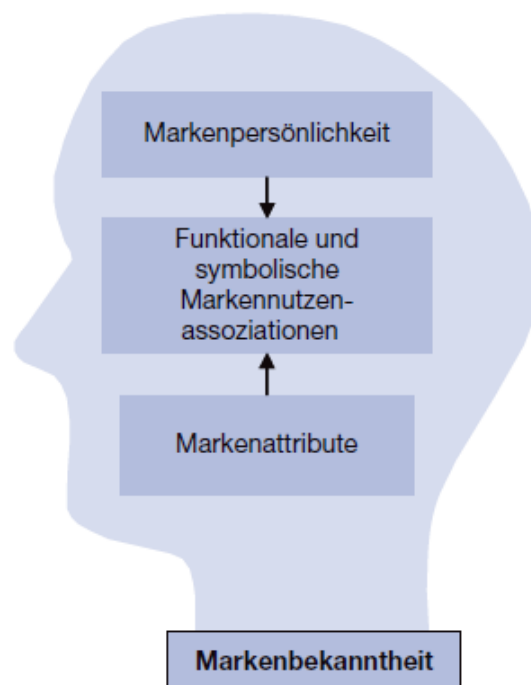 Markenpersönlichkeit
Funktionale und
symbolische
Markennutzen-
assoziationen
Markenattribute
Markenbekanntheit